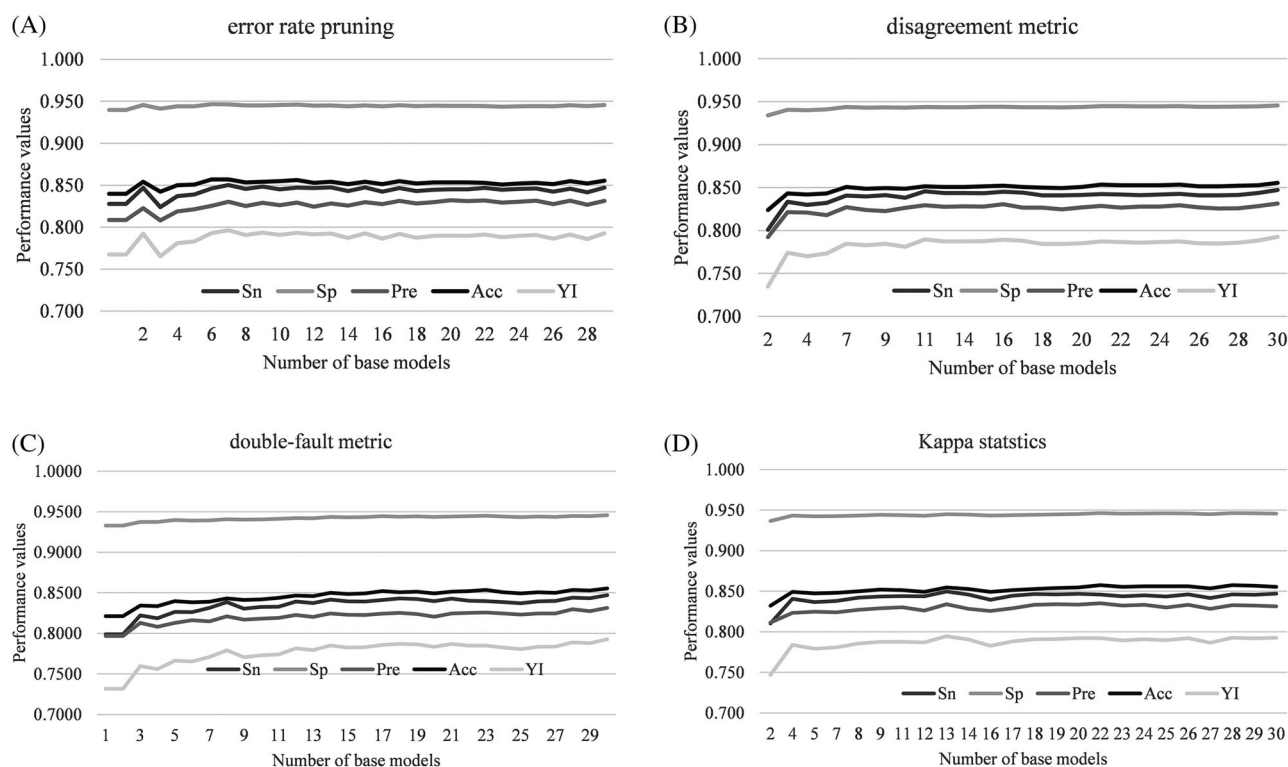 (A)
error rate pruning
1.000
0.950
0.900
0.850
0.800
0.750
0.700
Performance values
Sn Sp Pre Acc YI
2 4 6 8 10 12 14 16 18 20 22 24 26 28
Number of base models
(B)
disagreement metric
1.000
0.950
0.900
0.850
0.800
0.750
0.700
Performance values
Sn Sp Pre Acc YI
2 4 7 9 11 12 14 16 18 20 22 24 26 28 30
Number of base models
(C)
double-fault metric
1.0000
0.9500
0.9000
0.8500
0.8000
0.7500
0.7000
Performance values
Sn Sp Pre Acc YI
1 3 5 7 9 11 13 15 17 19 21 23 25 27 29
Number of base models
(D)
Kappa statstics
1.000
0.950
0.900
0.850
0.800
0.750
0.700
Performance values
Sn Sp Pre Acc YI
2 4 5 7 8 9 11 12 13 14 16 17 18 19 20 21 22 23 24 25 26 27 28 29 30
Number of base models